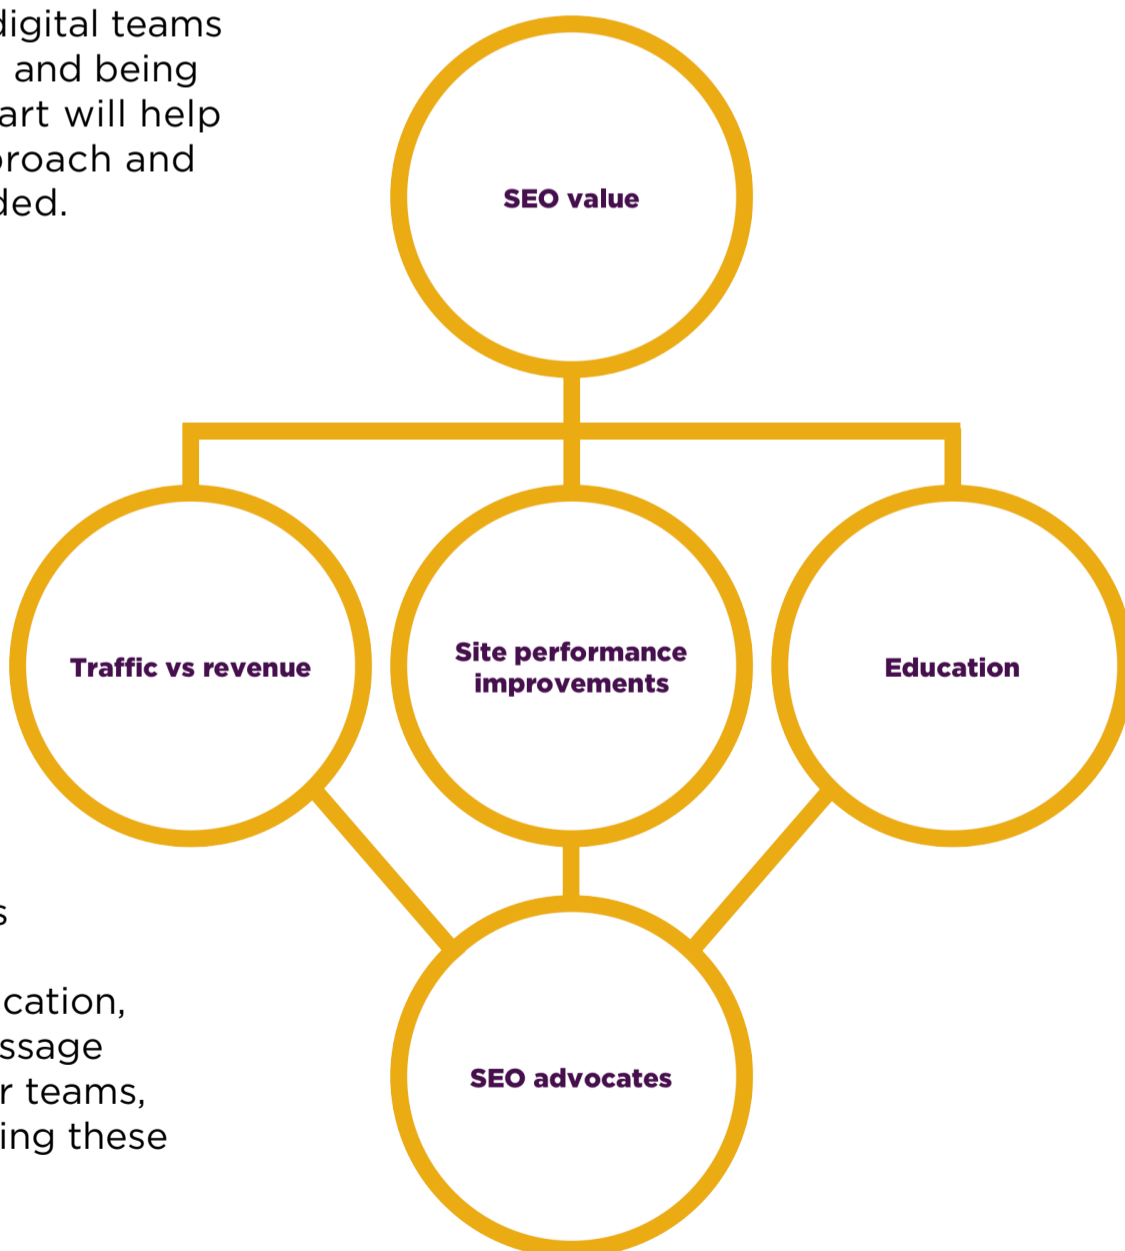 digital teams
and being
art will help
roach and
ded.
SEO value
Traffic vs revenue
Site performance
improvements
Education
s
cation,
ssage
r teams,
ing these
SEO advocates